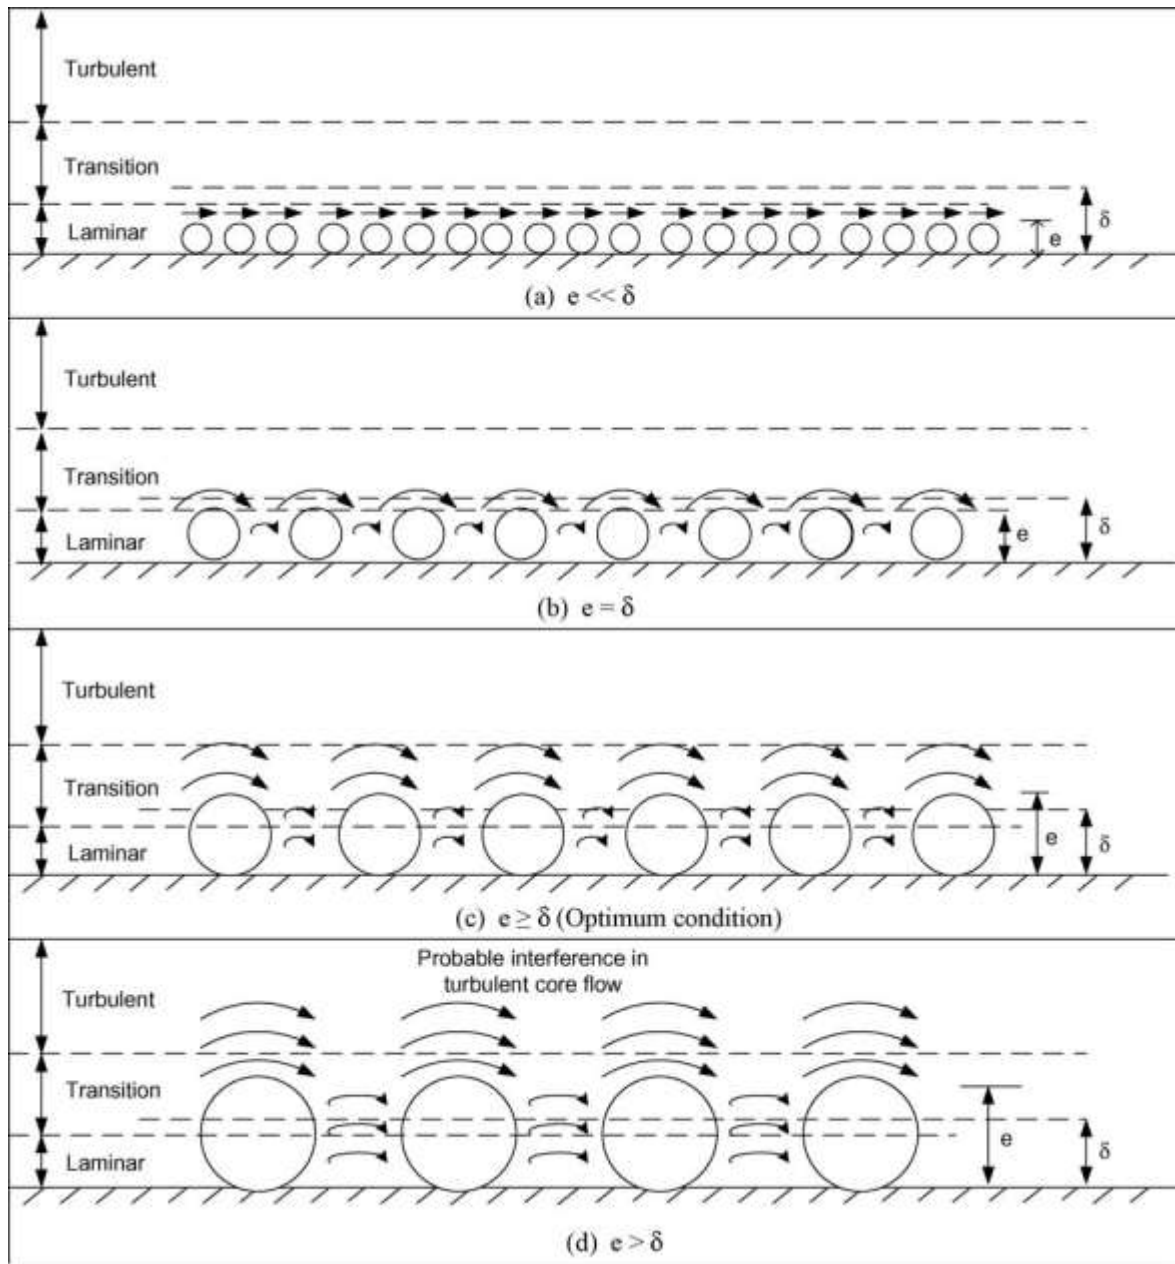 Turbulent
Transition
Laminar
e
δ
(a) e << δ
Turbulent
Transition
Laminar
e
δ
(b) e = δ
Turbulent
Transition
Laminar
e
δ
(c) e ≥ δ (Optimum condition)
Probable interference in
turbulent core flow
Turbulent
Transition
Laminar
e
δ
(d) e > δ